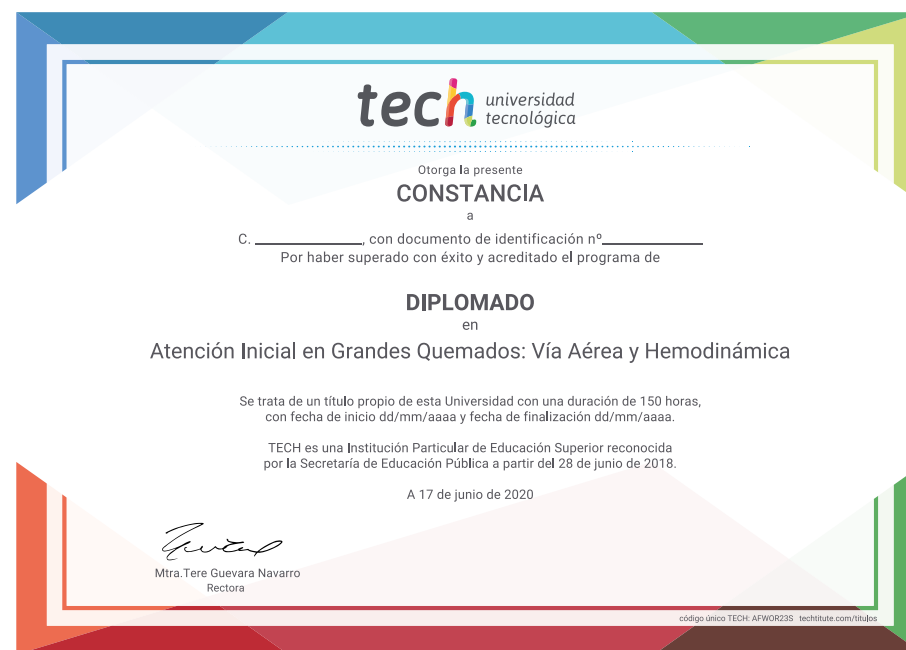 tech universidad
tecnológica
Otorga la presente
CONSTANCIA
a
C. ____________, con documento de identificación nº____________
Por haber superado con éxito y acreditado el programa de
DIPLOMADO
en
Atención Inicial en Grandes Quemados: Vía Aérea y Hemodinámica
Se trata de un título propio de esta Universidad con una duración de 150 horas,
con fecha de inicio dd/mm/aaaa y fecha de finalización dd/mm/aaaa.
TECH es una Institución Particular de Educación Superior reconocida
por la Secretaría de Educación Pública a partir del 28 de junio de 2018.
A 17 de junio de 2020
Mtra.Tere Guevara Navarro
Rectora
código único TECH: AFWOR23S techtitute.com/titulos